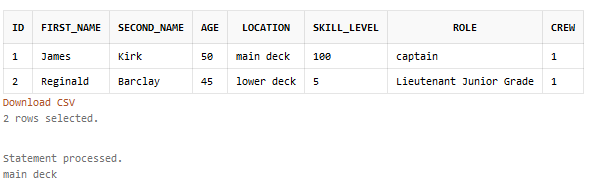 ID FIRST_NAME SECOND_NAME AGE LOCATION SKILL_LEVEL ROLE CREW
1 James Kirk 50 main deck 100 captain 1
2 Reginald Barclay 45 lower deck 5 Lieutenant Junior Grade 1
Download CSV
2 rows selected.
Statement processed.
main deck